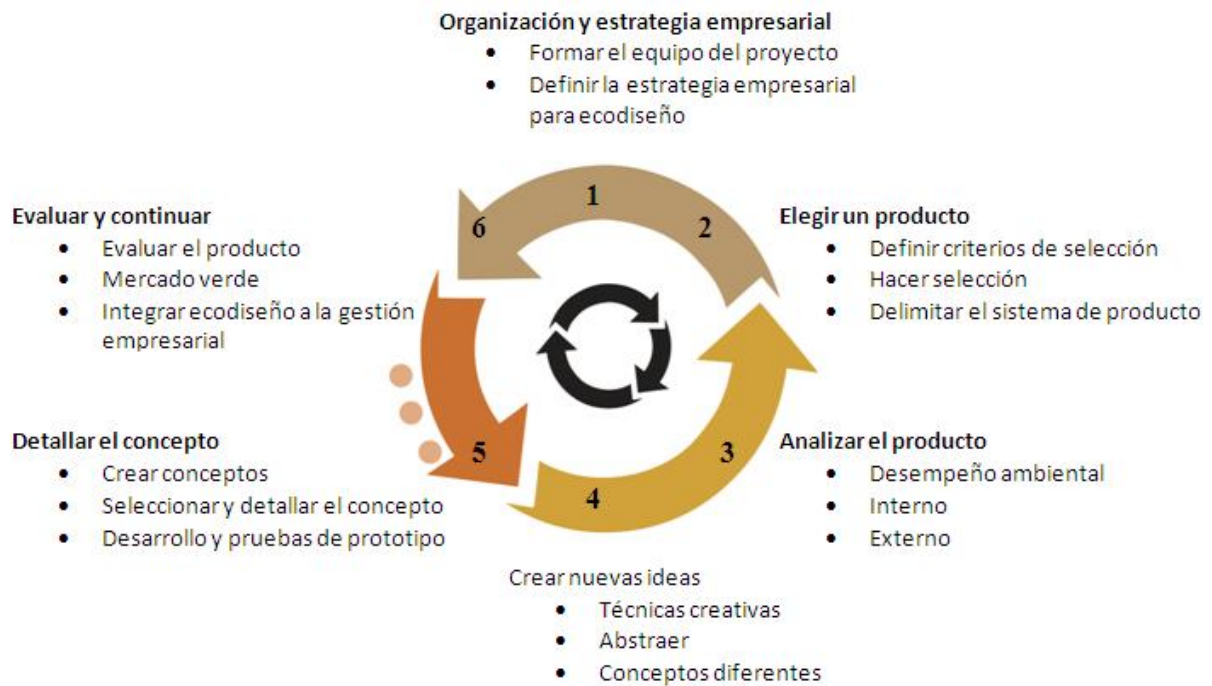 Organización y estrategia empresarial
• Formar el equipo del proyecto
• Definir la estrategia empresarial
para ecodiseño
1
2
3
4
5
6
Elegir un producto
• Definir criterios de selección
• Hacer selección
• Delimitar el sistema de producto
Analizar el producto
• Desempeño ambiental
• Interno
• Externo
Crear nuevas ideas
• Técnicas creativas
• Abstraer
• Conceptos diferentes
Detallar el concepto
• Crear conceptos
• Seleccionar y detallar el concepto
• Desarrollo y pruebas de prototipo
Evaluar y continuar
• Evaluar el producto
• Mercado verde
• Integrar ecodiseño a la gestión
empresarial